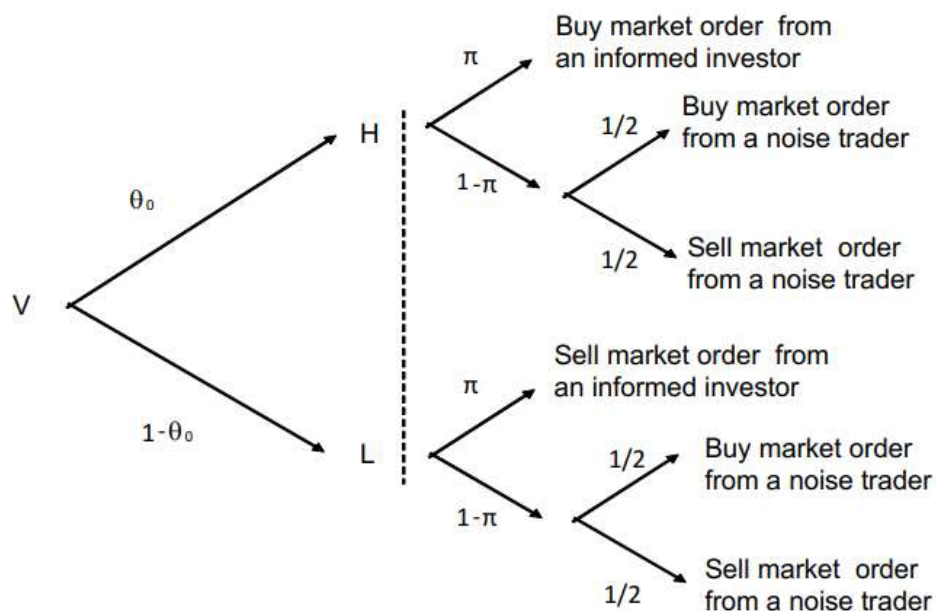 Buy market order from
an informed investor
π
H
1/2
Buy market order
from a noise trader
1-π
θ₀
1/2
Sell market order
from a noise trader
V
Sell market order from
an informed investor
π
1-θ₀
L
1/2
Buy market order
from a noise trader
1-π
1/2
Sell market order
from a noise trader